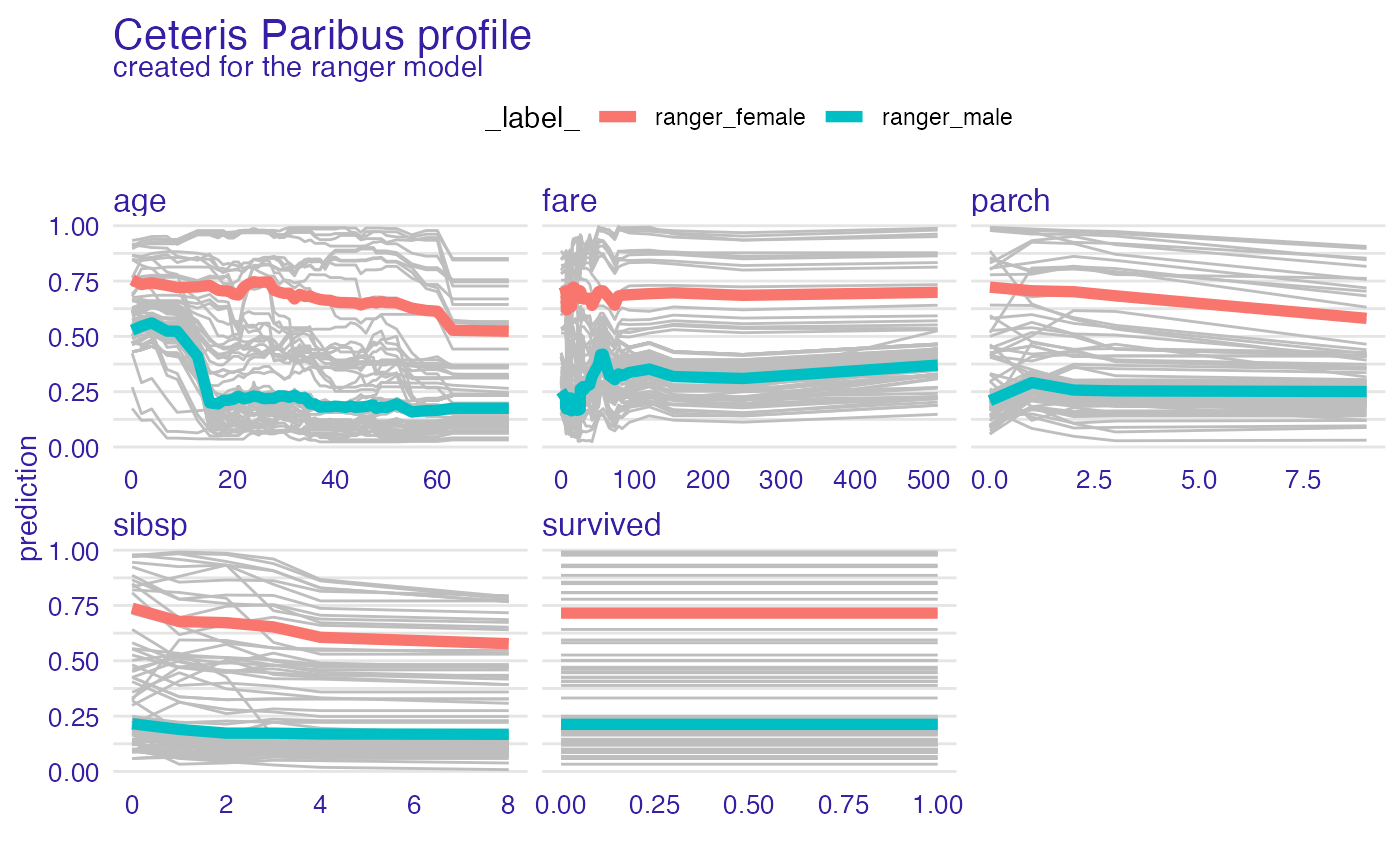 Ceteris Paribus profile
created for the ranger model
_label_ ranger_female ranger_male
age fare parch
1.00
0.75
0.50
0.25
0.00
0 20 40 60 0 100 200 300 400 500 0.0 2.5 5.0 7.5
prediction
sibsp survived
1.00
0.75
0.50
0.25
0.00
0 2 4 6 8 0.00 0.25 0.50 0.75 1.00